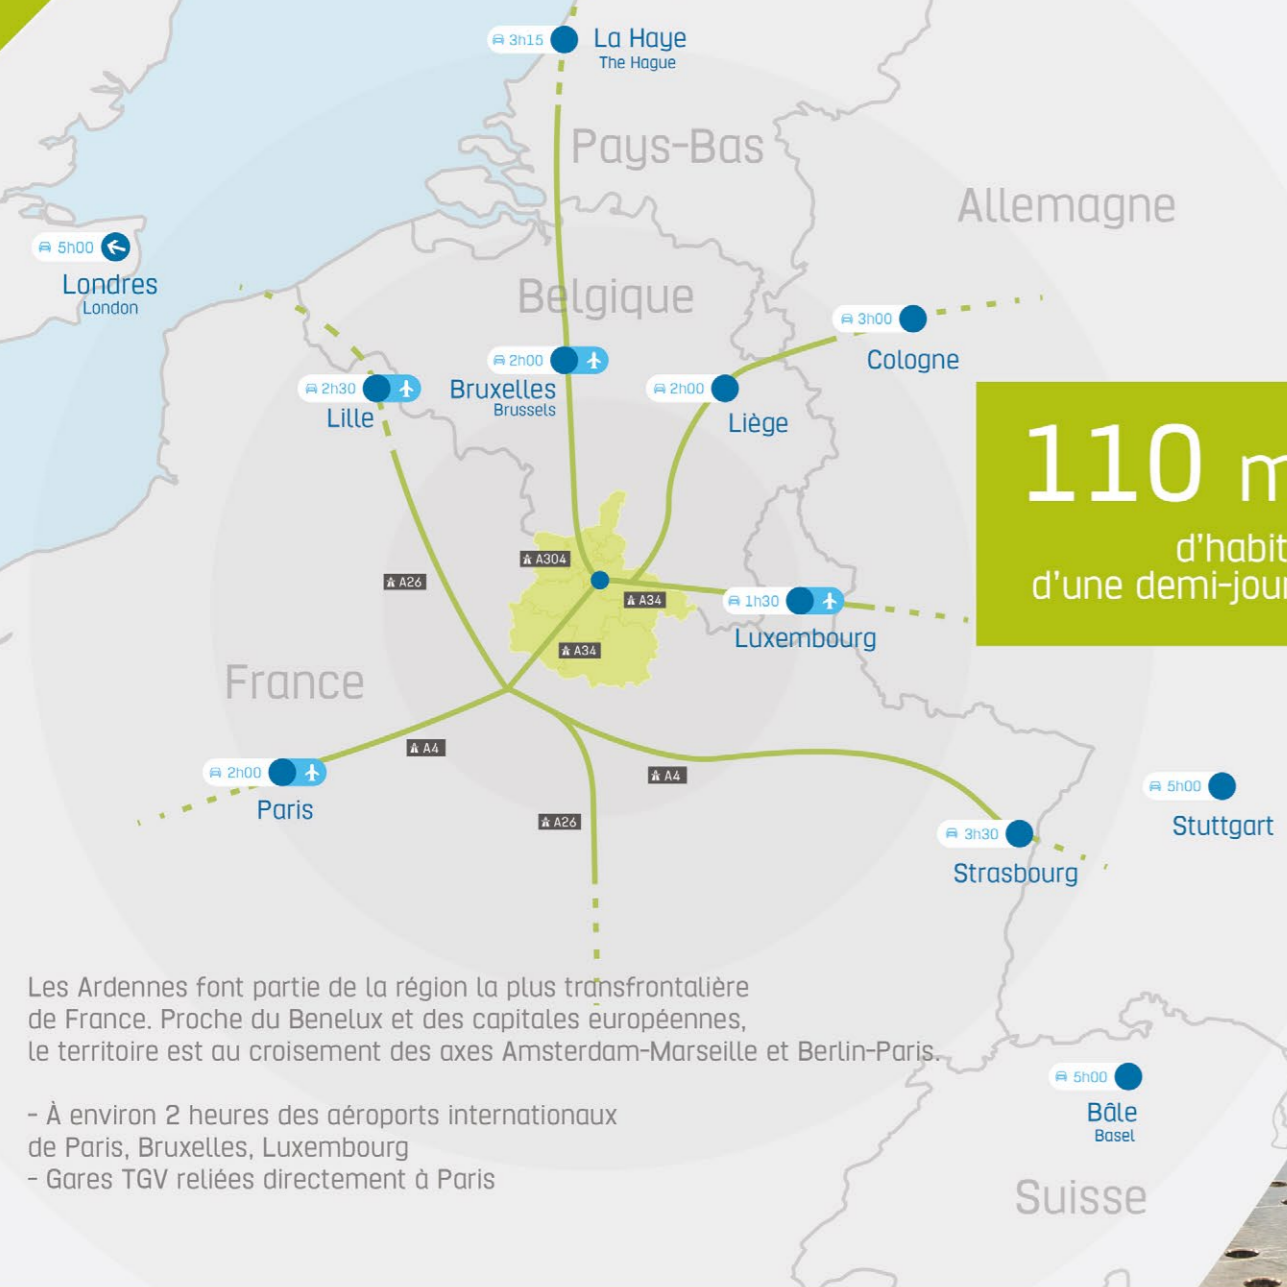 3h15
La Haye
The Hague
Pays-Bas
Allemagne
5h00
Londres
London
Belgique
3h00
Cologne
2h00
Bruxelles
Brussels
2h30
Lille
2h00
Liège
110
d'une
A304
A26
A34
1h30
Luxembourg
A34
France
A4
2h00
Paris
A4
A26
5h00
Stuttgart
3h30
Strasbourg
Les Ardennes font partie de la région la plus transfrontalière
de France. Proche du Benelux et des capitales européennes,
le territoire est au croisement des axes Amsterdam-Marseille et Berlin-Paris.
- À environ 2 heures des aéroports internationaux
de Paris, Bruxelles, Luxembourg
- Gares TGV reliées directement à Paris
5h00
Bâle
Basel
Suisse